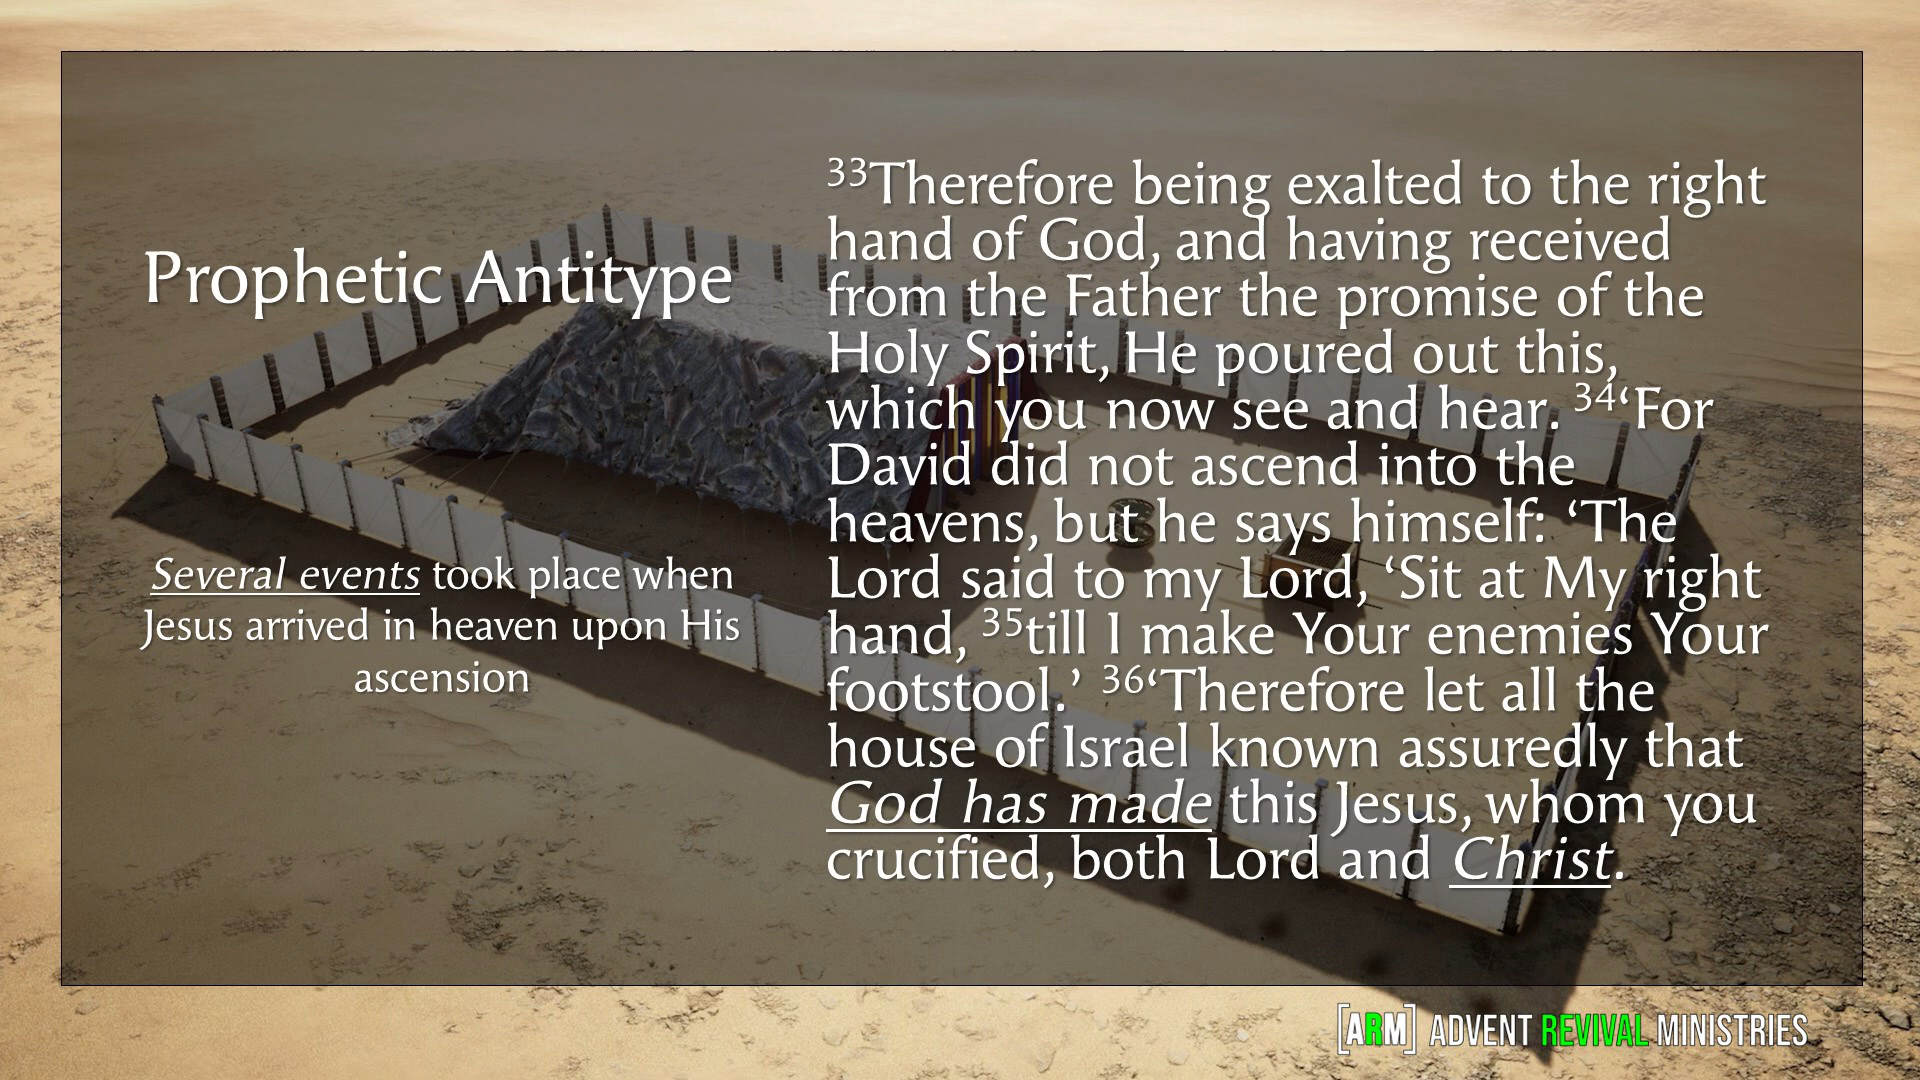 Prophetic Antitype
Several events took place when
Jesus arrived in heaven upon His
ascension
33Therefore being exalted to the right
hand of God, and having received
from the Father the promise of the
Holy Spirit, He poured out this,
which you now see and hear. 34‘For
David did not ascend into the
heavens, but he says himself: ‘The
Lord said to my Lord, ‘Sit at My right
hand, 35till I make Your enemies Your
footstool.’ 36‘Therefore let all the
house of Israel known assuredly that
God has made this Jesus, whom you
crucified, both Lord and Christ.
[ARM] ADVENT REVIVAL MINISTRIES